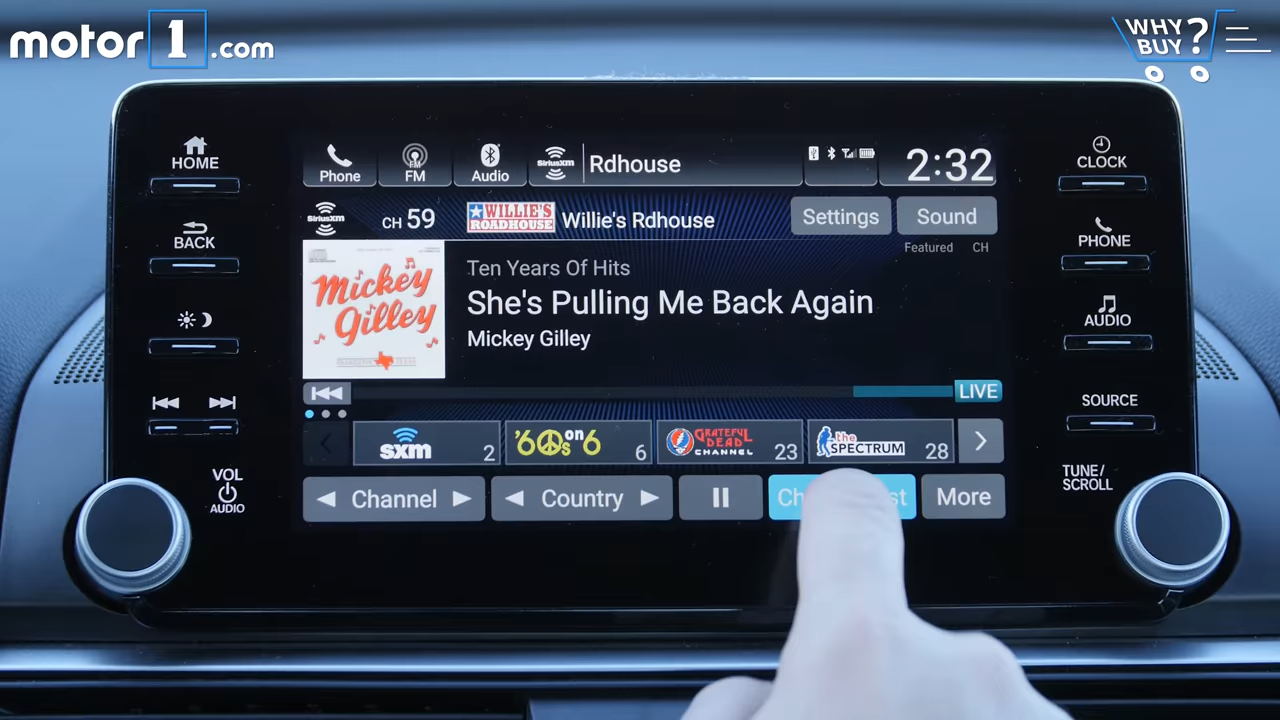 motor1.com
WHY BUY?
HOME
BACK
VOL
AUDIO
Phone
FM
FM
Audio
SiriusXM
Rdhouse
2:32
SiriusXM
CH 59
WILLIE'S
ROADHOUSE
Willie's Rdhouse
Settings
Sound
Featured CH
Mickey
Gilley
Ten Years Of Hits
She's Pulling Me Back Again
Mickey Gilley
LIVE
sxm 2
'60s on 6 6
GRATEFUL
DEAD
CHANNEL 23
the
SPECTRUM 28
Channel
Country
More
CLOCK
PHONE
AUDIO
SOURCE
TUNE/
SCROLL